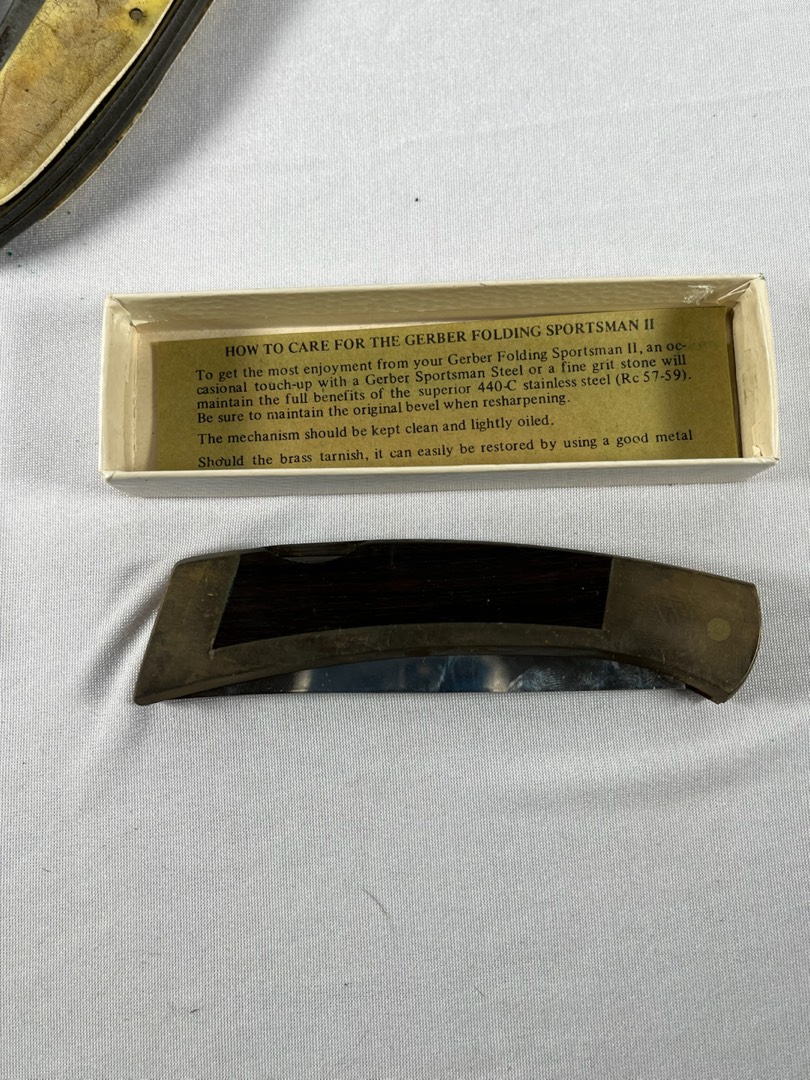 HOW TO CARE FOR THE GERBER FOLDING SPORTSMAN II
To get the most enjoyment from your Gerber Folding Sportsman II, an oc-
casional touch-up with a Gerber Sportsman Steel or a fine grit stone will
maintain the full benefits of the superior 440-C stainless steel (Rc 57-59).
Be sure to maintain the original bevel when resharpening.
The mechanism should be kept clean and lightly oiled.
Should the brass tarnish, it can easily be restored by using a good metal